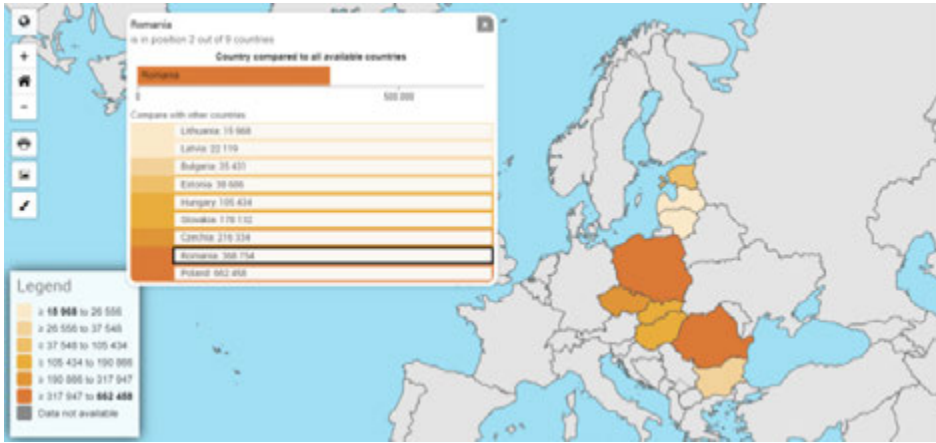 Romania
is in position 2 out of 9 countries
Country compared to all available countries
Romania
0 500.000
Compare with other countries
Lithuania: 15 968
Latvia: 22 119
Bulgaria: 35 431
Estonia: 38 686
Hungary: 105 434
Slovakia: 178 132
Czechia: 216 334
Romania: 368 754
Poland: 662 458
Legend
≥ 15 968 to 26 556
≥ 26 556 to 37 548
≥ 37 548 to 105 434
≥ 105 434 to 190 866
≥ 190 866 to 317 947
≥ 317 947 to 662 458
Data not available